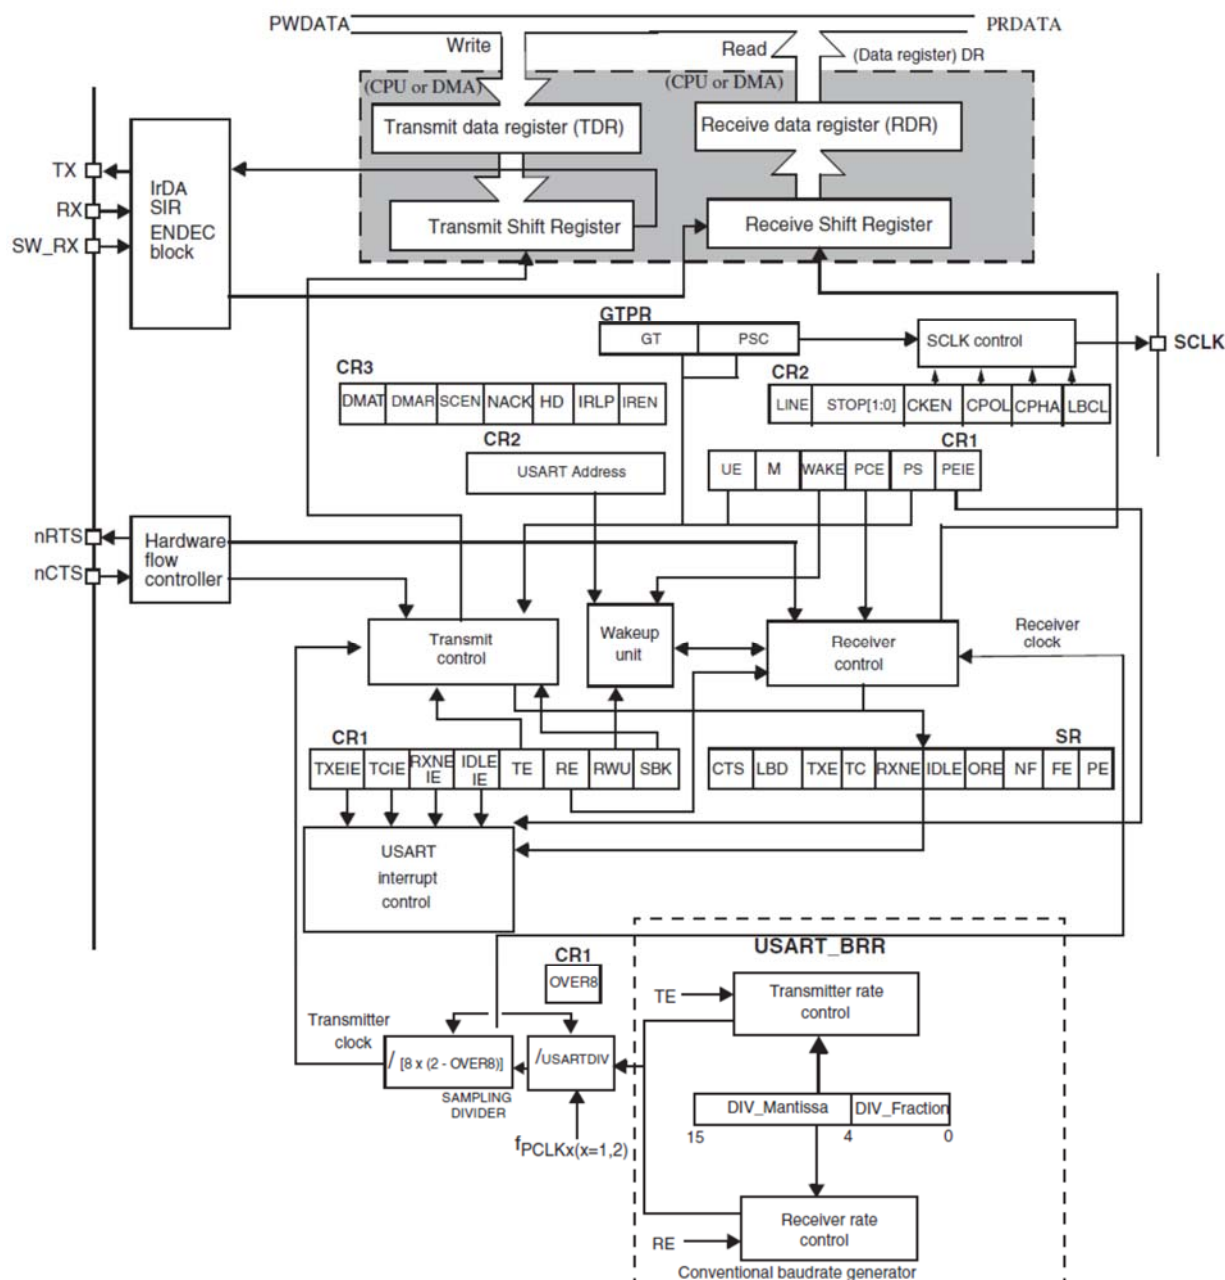 PWDATA
PRDATA
Write
Read
(Data register) DR
(CPU or DMA)
(CPU or DMA)
Transmit data register (TDR)
Receive data register (RDR)
TX
RX
SW_RX
IrDA
SIR
ENDEC
block
Transmit Shift Register
Receive Shift Register
GTPR
GT
PSC
SCLK control
SCLK
CR3
DMAT
DMAR
SCEN
NACK
HD
IRLP
IREN
CR2
LINE
STOP[1:0]
CKEN
CPOL
CPHA
LBCL
CR2
USART Address
CR1
UE
M
WAKE
PCE
PS
PEIE
nRTS
nCTS
Hardware
flow
controller
Transmit
control
Wakeup
unit
Receiver
control
Receiver
clock
CR1
TXEIE
TCIE
RXNE
IE
IDLE
IE
TE
RE
RWU
SBK
SR
CTS
LBD
TXE
TC
RXNE
IDLE
ORE
NF
FE
PE
USART
interrupt
control
USART_BRR
CR1
OVER8
TE
Transmitter rate
control
Transmitter
clock
/ [8 x (2 - OVER8)]
/USARTDIV
SAMPLING
DIVIDER
fPCLKx(x=1,2)
DIV_Mantissa
DIV_Fraction
15
4
0
RE
Receiver rate
control
Conventional baudrate generator